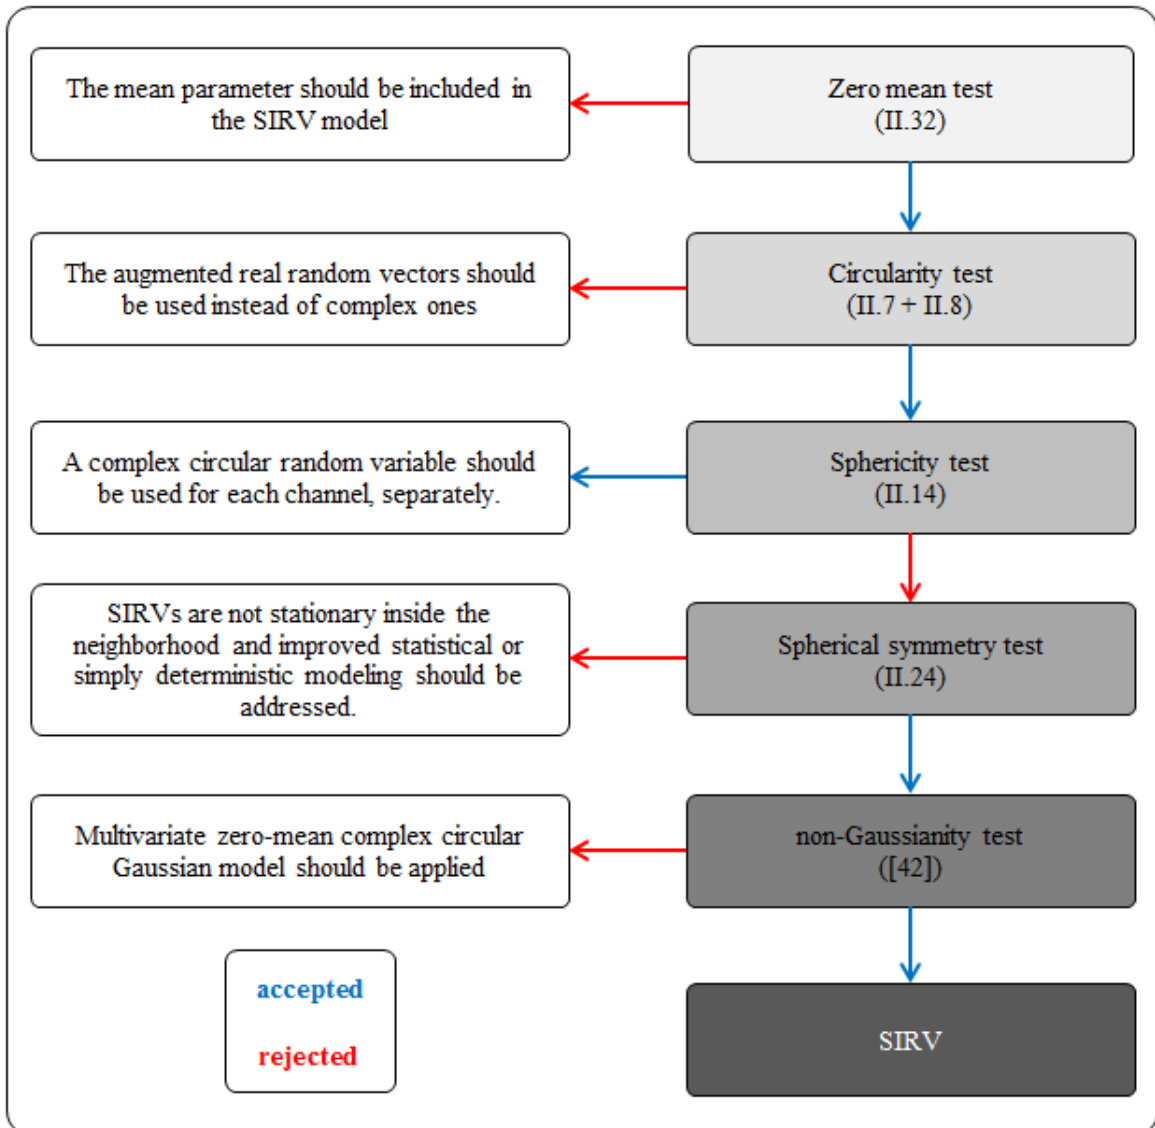 The mean parameter should be included in
the SIRV model
Zero mean test
(II.32)
The augmented real random vectors should
be used instead of complex ones
Circularity test
(II.7 + II.8)
A complex circular random variable should
be used for each channel, separately.
Sphericity test
(II.14)
SIRVs are not stationary inside the
neighborhood and improved statistical or
simply deterministic modeling should be
addressed.
Spherical symmetry test
(II.24)
Multivariate zero-mean complex circular
Gaussian model should be applied
non-Gaussianity test
([42])
accepted
rejected
SIRV